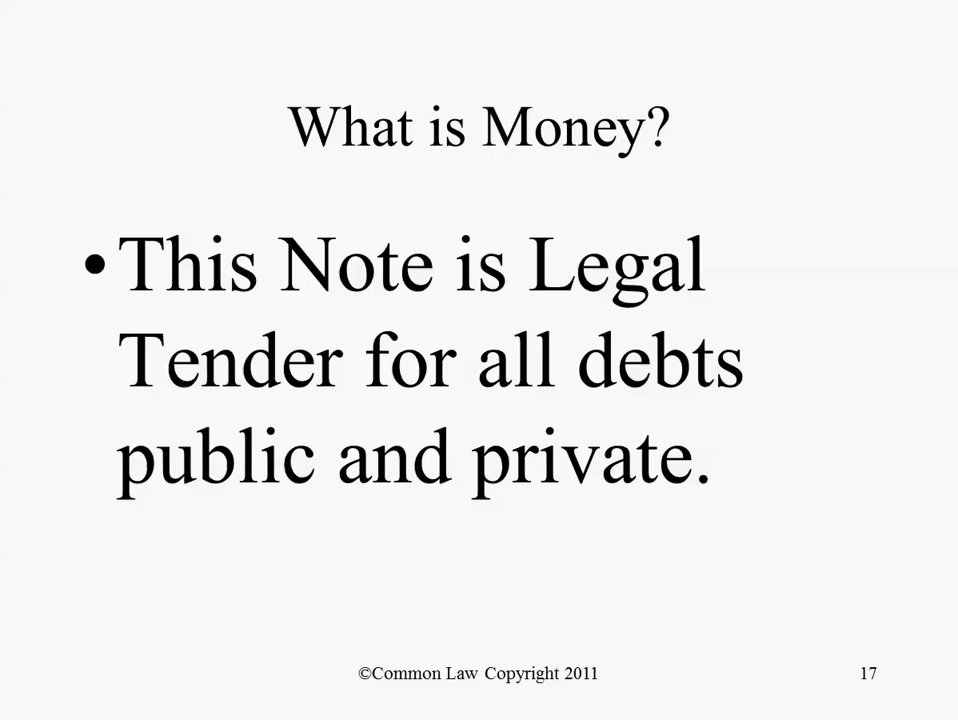 What is Money?
• This Note is Legal
Tender for all debts
public and private.
©Common Law Copyright 2011 17